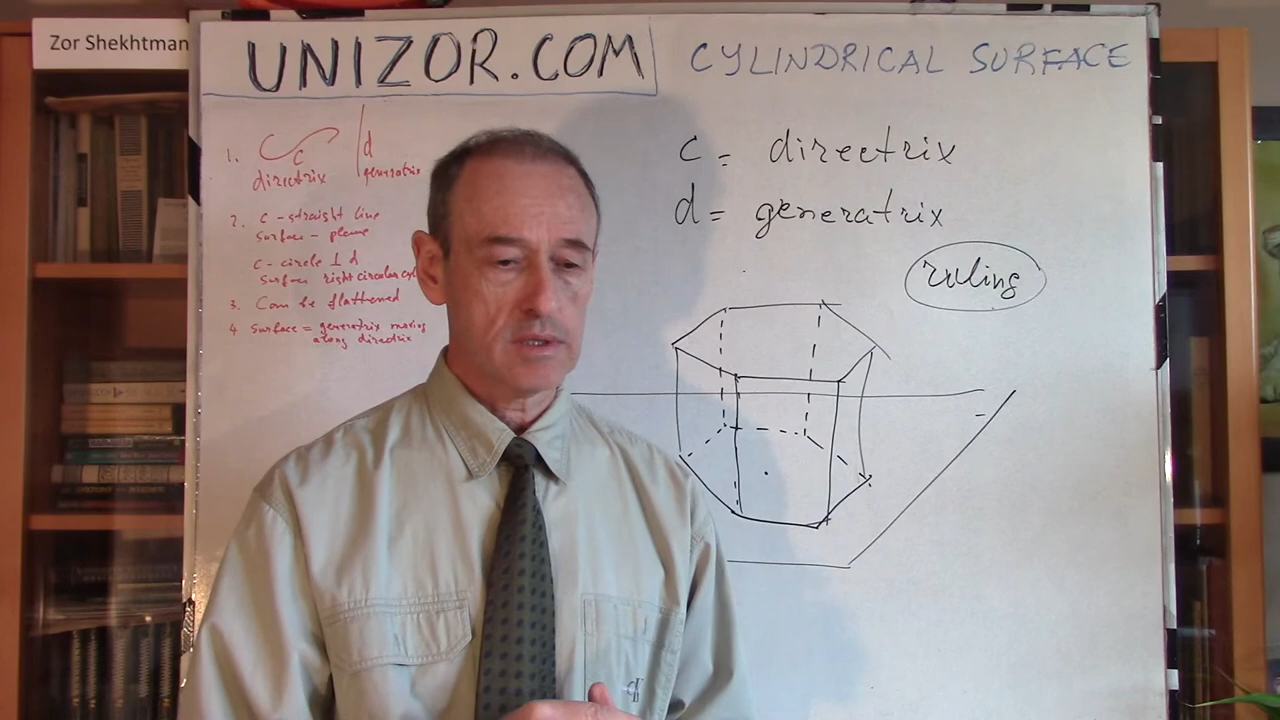 Zor Shekhtman
UNIZOR.COM
CYLINDRICAL SURFACE
1.
c
directrix
d
generatrix
2. c - straight line
surface - plane
c - circle ⊥ d
surface right circular cyl
3. Can be flattened
4 Surface = generatrix moving
along directrix
c = directrix
d = generatrix
ruling